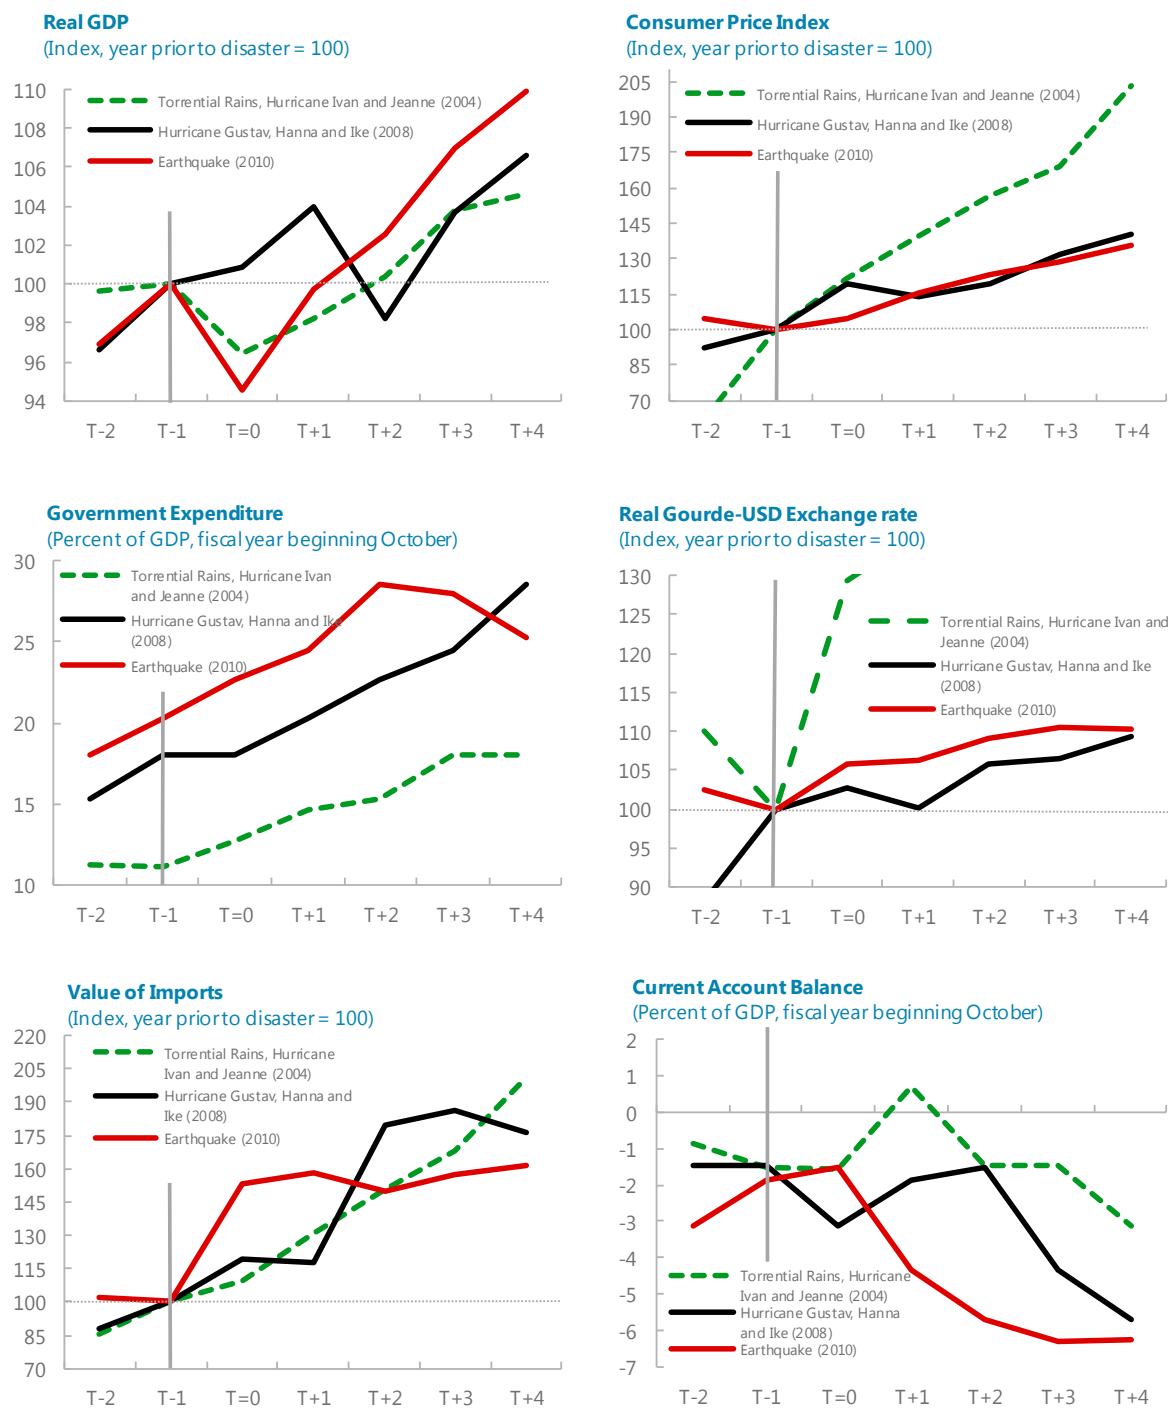 Real GDP
(Index, year prior to disaster = 100)
110
108
106
104
102
100
98
96
94
Torrential Rains, Hurricane Ivan and Jeanne (2004)
Hurricane Gustav, Hanna and Ike (2008)
Earthquake (2010)
T-2 T-1 T=0 T+1 T+2 T+3 T+4
Consumer Price Index
(Index, year prior to disaster = 100)
205
190
175
160
145
130
115
100
85
70
Torrential Rains, Hurricane Ivan and Jeanne (2004)
Hurricane Gustav, Hanna and Ike (2008)
Earthquake (2010)
T-2 T-1 T=0 T+1 T+2 T+3 T+4
Government Expenditure
(Percent of GDP, fiscal year beginning October)
30
25
20
15
10
Torrential Rains, Hurricane Ivan
and Jeanne (2004)
Hurricane Gustav, Hanna and Ike
(2008)
Earthquake (2010)
T-2 T-1 T=0 T+1 T+2 T+3 T+4
Real Gourde-USD Exchange rate
(Index, year prior to disaster = 100)
130
125
120
115
110
105
100
95
90
Torrential Rains, Hurricane Ivan and
Jeanne (2004)
Hurricane Gustav, Hanna and Ike
(2008)
Earthquake (2010)
T-2 T-1 T=0 T+1 T+2 T+3 T+4
Value of Imports
(Index, year prior to disaster = 100)
220
205
190
175
160
145
130
115
100
85
70
Torrential Rains, Hurricane
Ivan and Jeanne (2004)
Hurricane Gustav, Hanna and
Ike (2008)
Earthquake (2010)
T-2 T-1 T=0 T+1 T+2 T+3 T+4
Current Account Balance
(Percent of GDP, fiscal year beginning October)
2
1
0
-1
-2
-3
-4
-5
-6
-7
Torrential Rains, Hurricane
Ivan and Jeanne (2004)
Hurricane Gustav, Hanna
and Ike (2008)
Earthquake (2010)
T-2 T-1 T=0 T+1 T+2 T+3 T+4